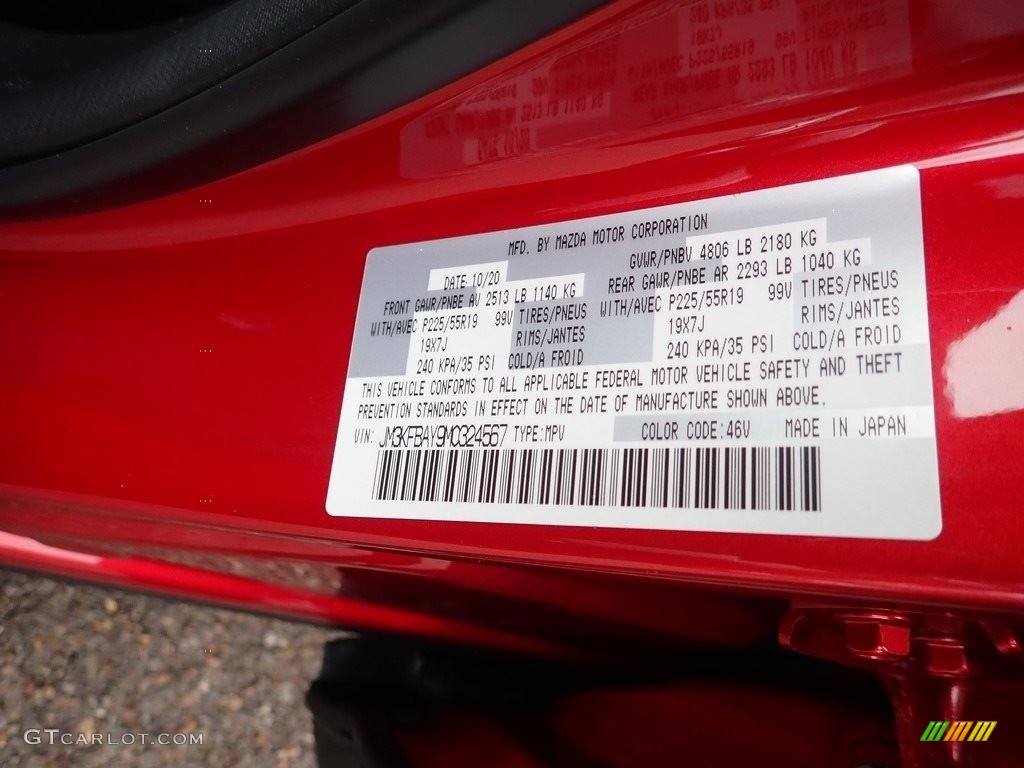 MFD. BY MAZDA MOTOR CORPORATION
DATE 10/20 GVWR/PNBV 4806 LB 2180 KG
FRONT GAWR/PNBE AV 2513 LB 1140 KG REAR GAWR/PNBE AR 2293 LB 1040 KG
WITH/AVEC P225/55R19 99V TIRES/PNEUS WITH/AVEC P225/55R19 99V TIRES/PNEUS
19X7J RIMS/JANTES 19X7J RIMS/JANTES
240 KPA/35 PSI COLD/A FROID 240 KPA/35 PSI COLD/A FROID
THIS VEHICLE CONFORMS TO ALL APPLICABLE FEDERAL MOTOR VEHICLE SAFETY AND THEFT
PREVENTION STANDARDS IN EFFECT ON THE DATE OF MANUFACTURE SHOWN ABOVE.
VIN: JM3KFBAY9M0324567 TYPE:MPV COLOR CODE:46V MADE IN JAPAN
GTCARLOT.COM